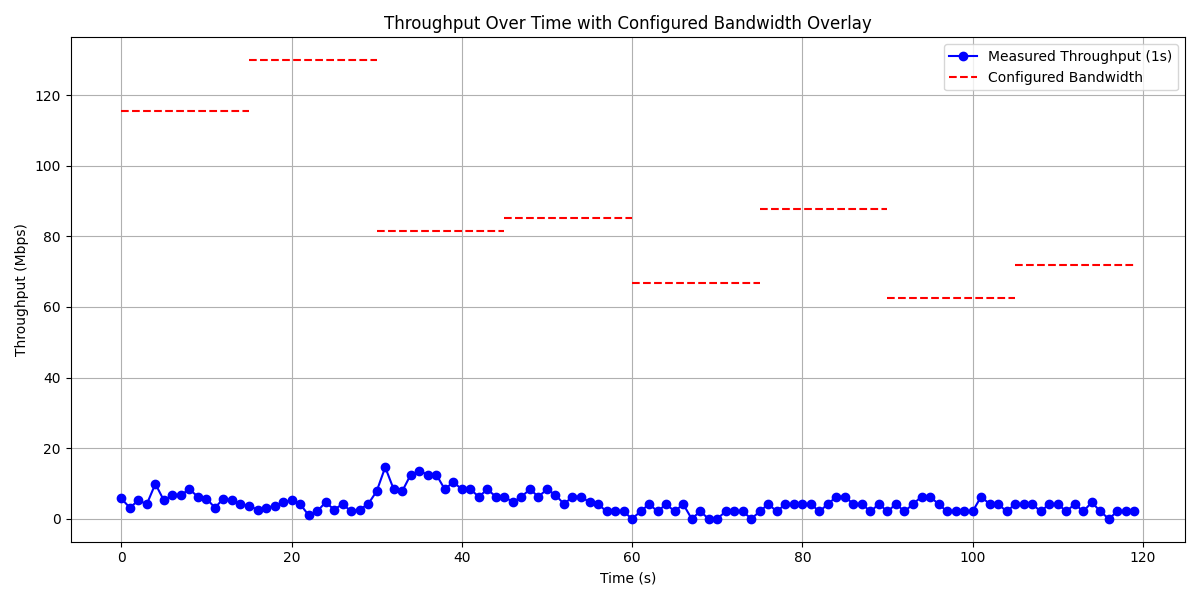 Throughput Over Time with Configured Bandwidth Overlay
Measured Throughput (1s)
Configured Bandwidth
Throughput (Mbps)
120
100
80
60
40
20
0
0 20 40 60 80 100 120
Time (s)